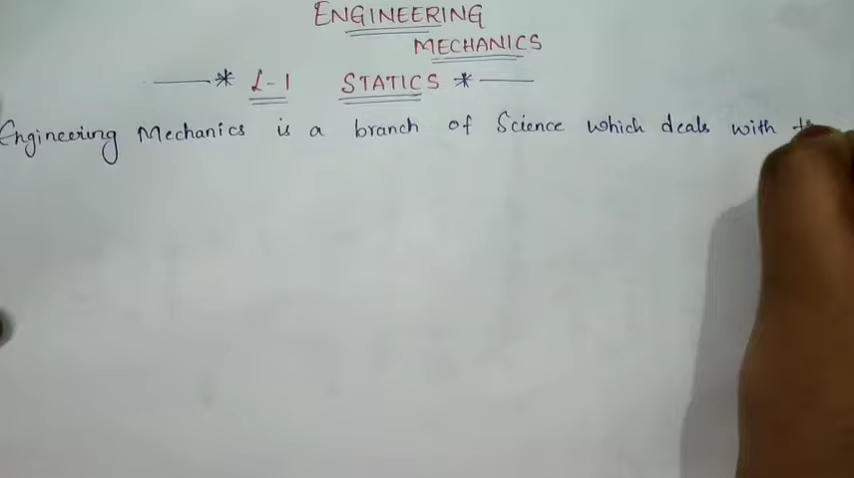 ENGINEERING
MECHANICS
* L-1 STATICS *
Engineering Mechanics is a branch of Science which deals with